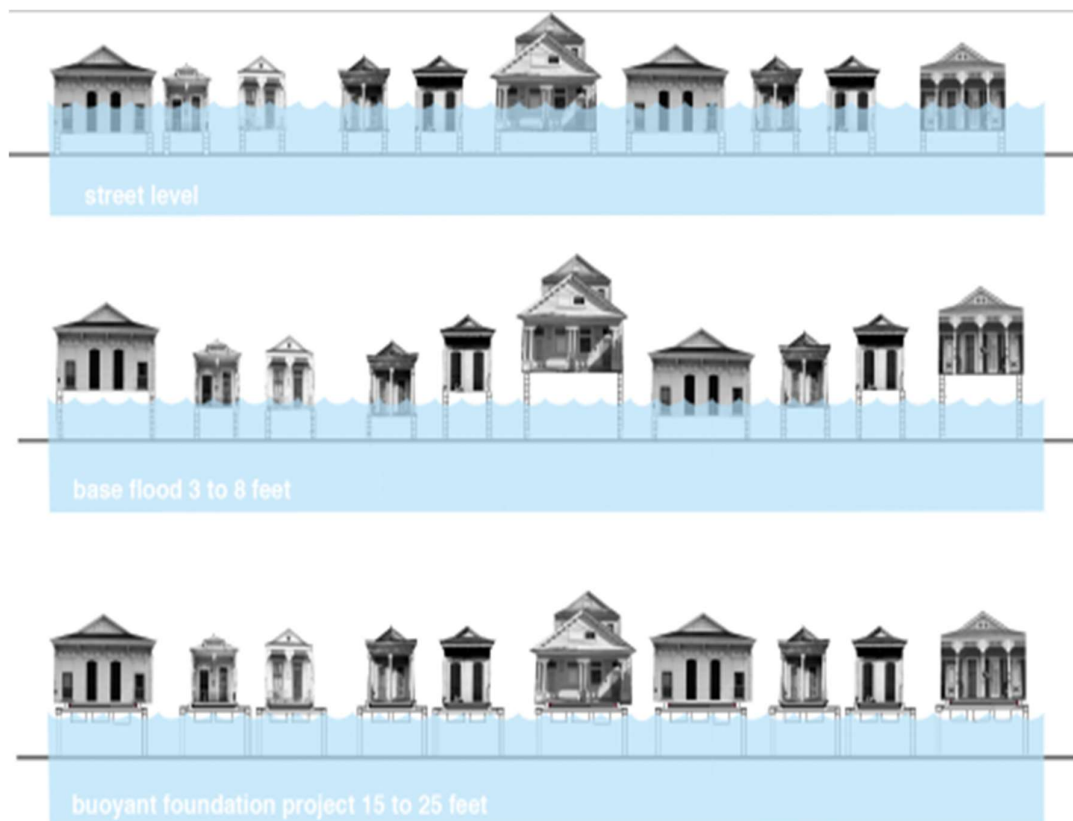 street level
base flood 3 to 8 feet
buoyant foundation project 15 to 25 feet